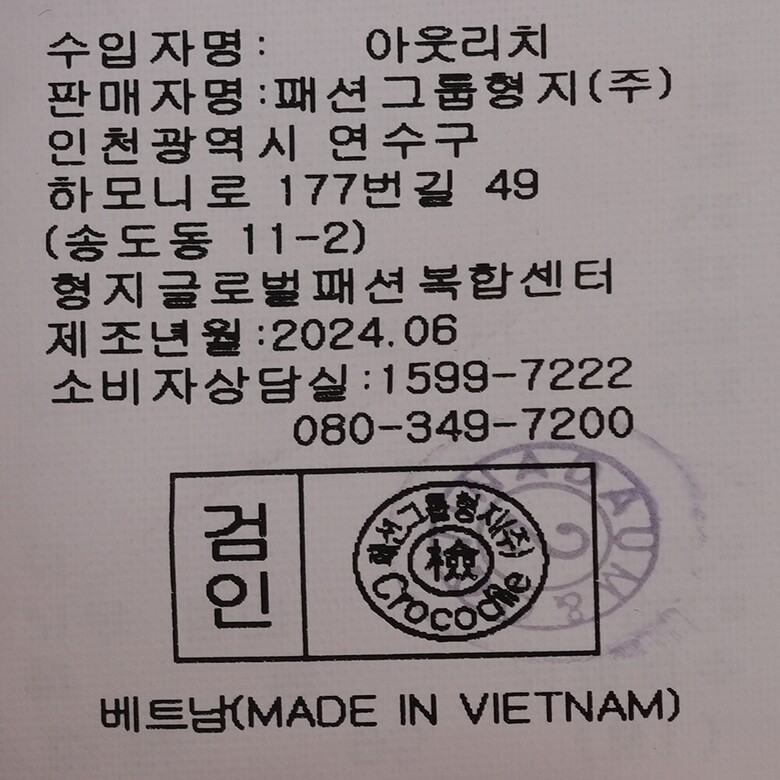 수입자명: 아웃리치
판매자명:패션그룹형지(주)
인천광역시 연수구
하모니로 177번길 49
(송도동 11-2)
형지글로벌패션복합센터
제조년월:2024.06
소비자상담실:1599-7222
080-349-7200
검인
패션그룹형지(주)
檢
Crocodile
베트남(MADE IN VIETNAM)